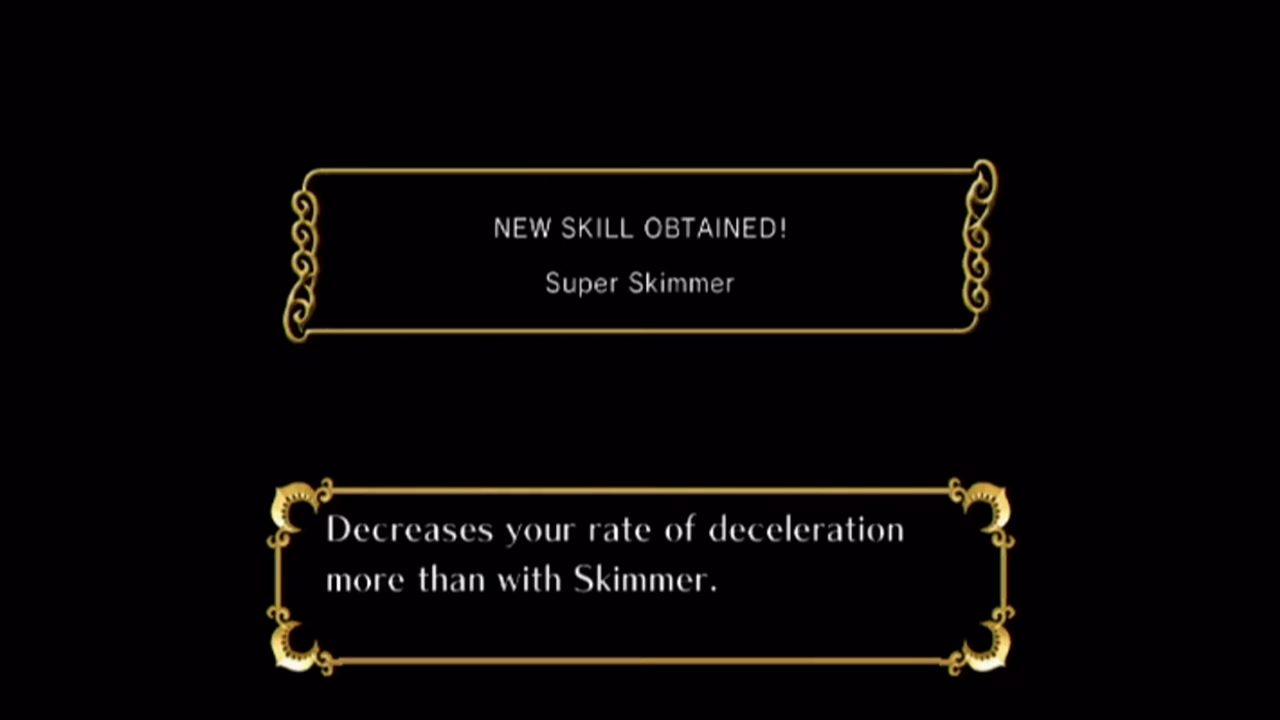 NEW SKILL OBTAINED!
Super Skimmer
Decreases your rate of deceleration
more than with Skimmer.